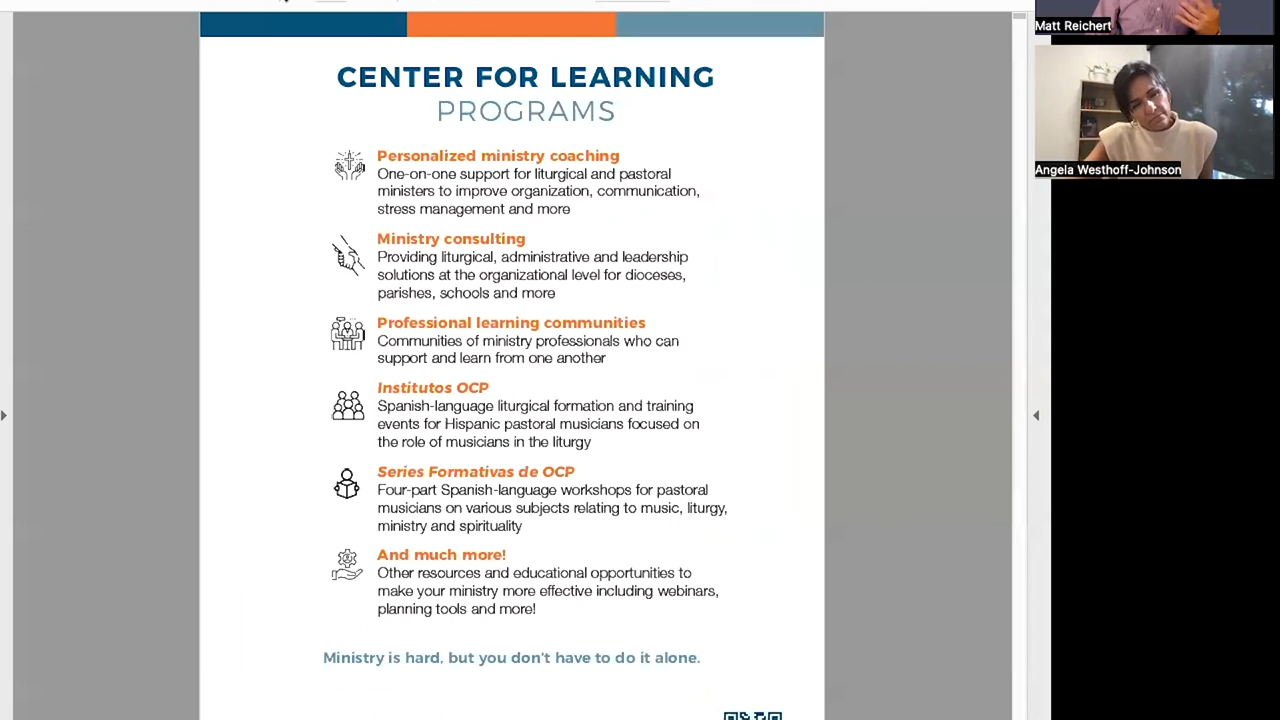 CENTER FOR LEARNING
PROGRAMS
Personalized ministry coaching
One-on-one support for liturgical and pastoral
ministers to improve organization, communication,
stress management and more
Ministry consulting
Providing liturgical, administrative and leadership
solutions at the organizational level for dioceses,
parishes, schools and more
Professional learning communities
Communities of ministry professionals who can
support and learn from one another
Institutos OCP
Spanish-language liturgical formation and training
events for Hispanic pastoral musicians focused on
the role of musicians in the liturgy
Series Formativas de OCP
Four-part Spanish-language workshops for pastoral
musicians on various subjects relating to music, liturgy,
ministry and spirituality
And much more!
Other resources and educational opportunities to
make your ministry more effective including webinars,
planning tools and more!
Ministry is hard, but you don't have to do it alone.
Matt Reichert
Angela Westhoff-Johnson